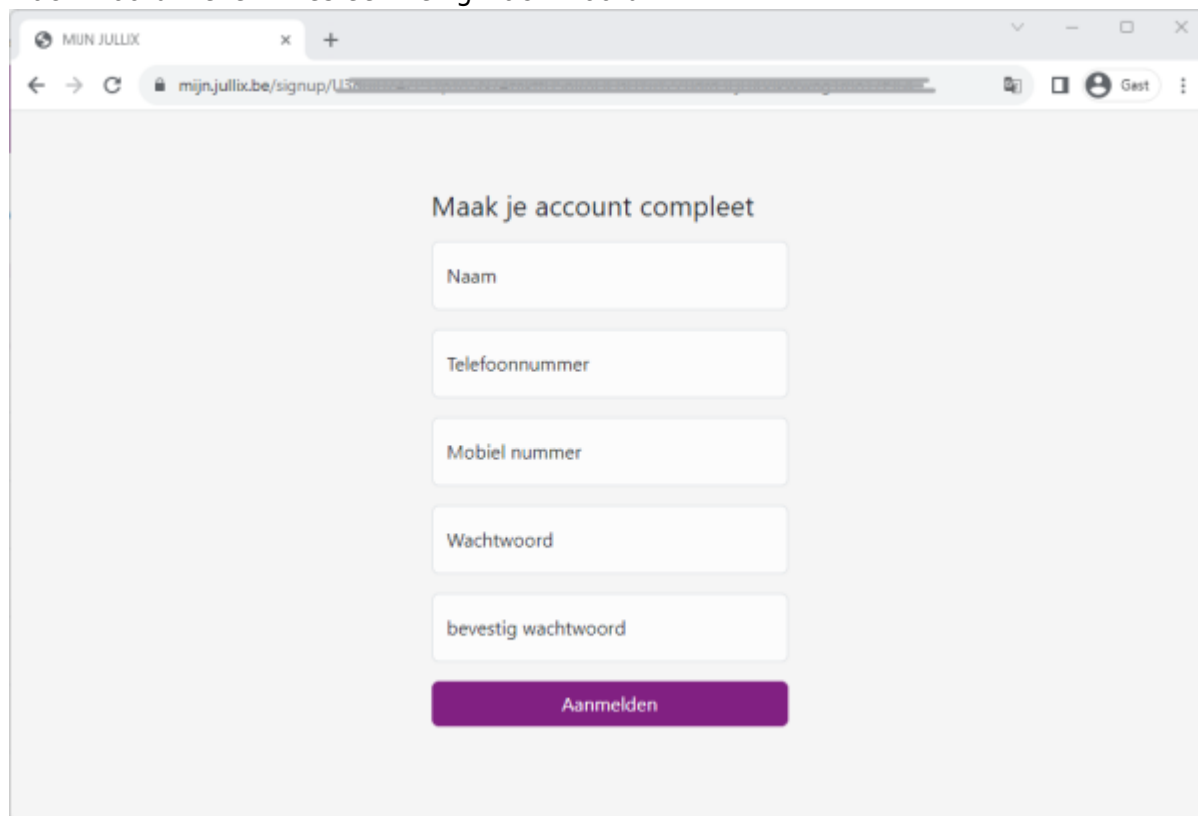 MIJN JULLIX
mijn.jullix.be/signup/
Gast
Maak je account compleet
Naam
Telefoonnummer
Mobiel nummer
Wachtwoord
bevestig wachtwoord
Aanmelden